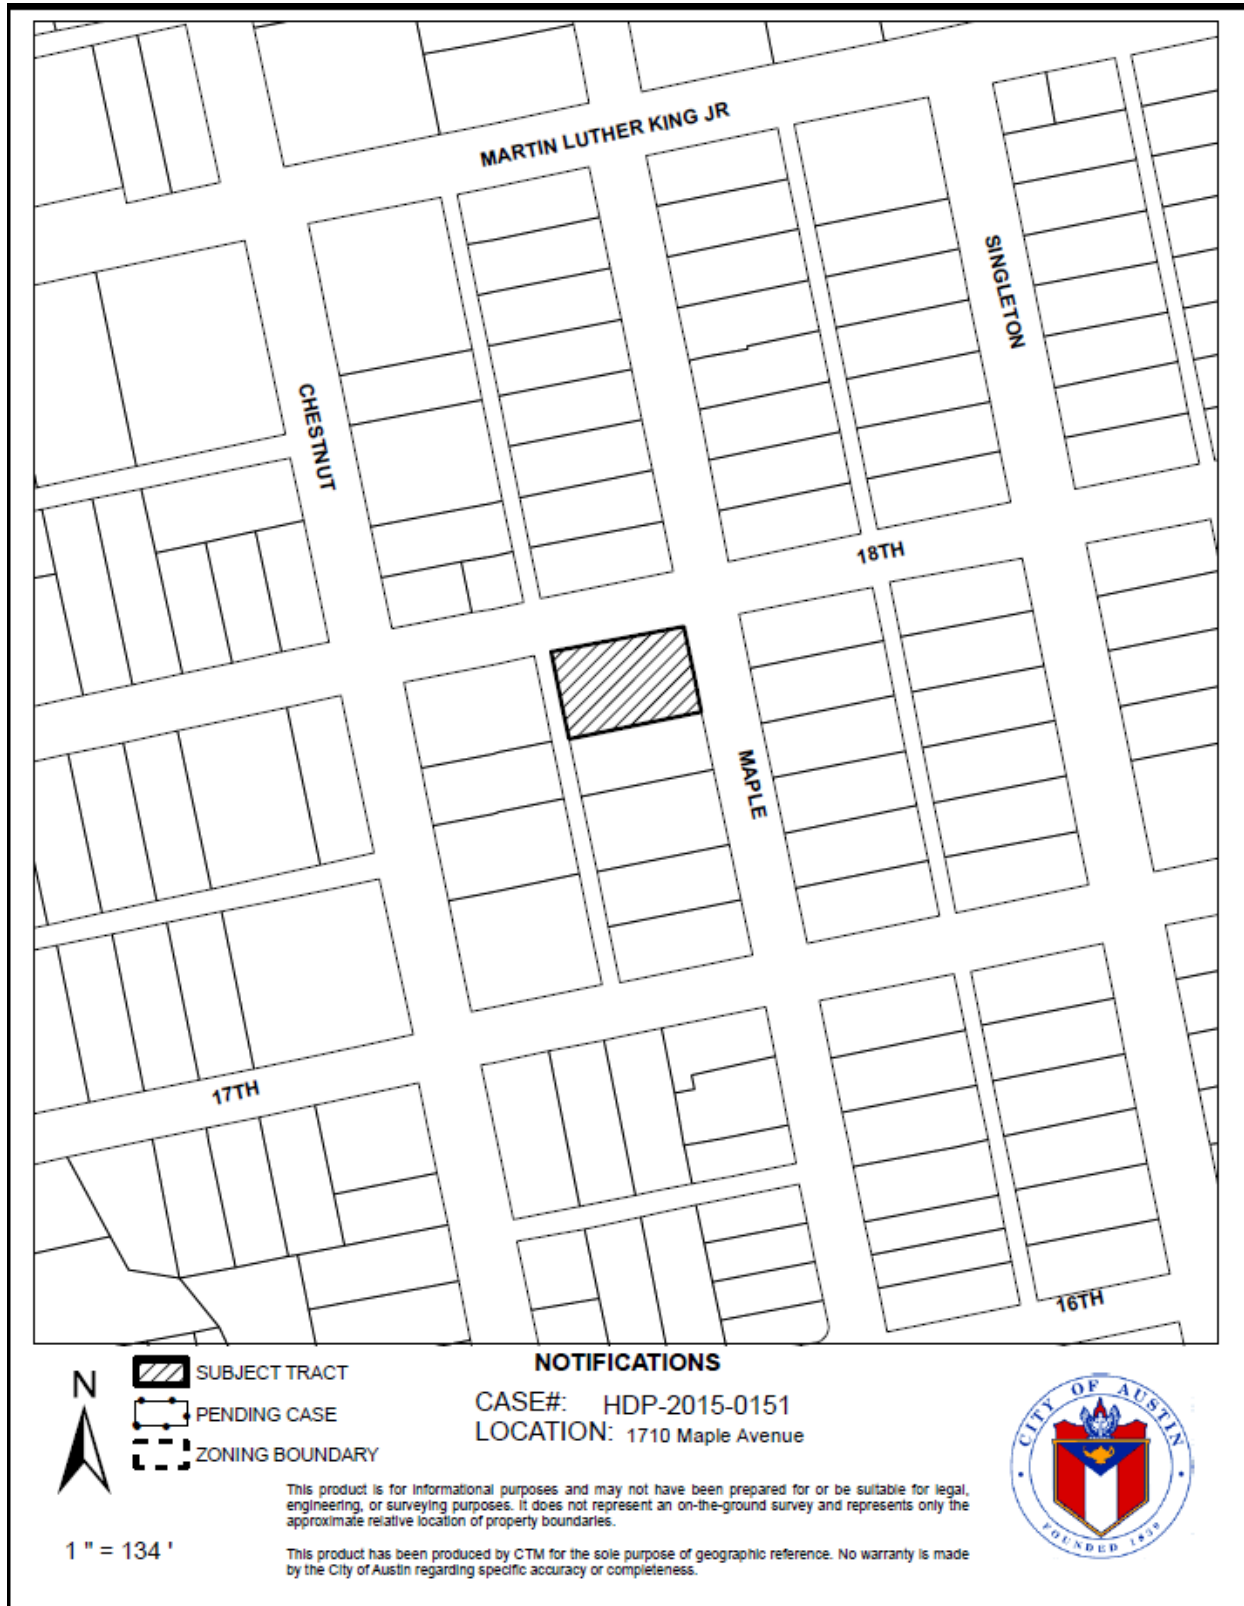 MARTIN LUTHER KING JR
SINGLETON
CHESTNUT
18TH
MAPLE
17TH
16TH
N
1 " = 134 '
SUBJECT TRACT
PENDING CASE
ZONING BOUNDARY
NOTIFICATIONS
CASE#: HDP-2015-0151
LOCATION: 1710 Maple Avenue
This product is for informational purposes and may not have been prepared for or be suitable for legal,
engineering, or surveying purposes. It does not represent an on-the-ground survey and represents only the
approximate relative location of property boundaries.
This product has been produced by CTM for the sole purpose of geographic reference. No warranty is made
by the City of Austin regarding specific accuracy or completeness.
CITY OF AUSTIN
FOUNDED 1839